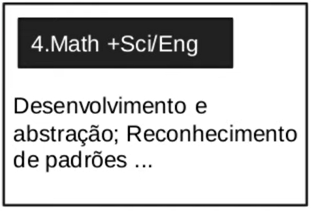 4.Math +Sci/Eng
Desenvolvimento e
abstração; Reconhecimento
de padrões ...